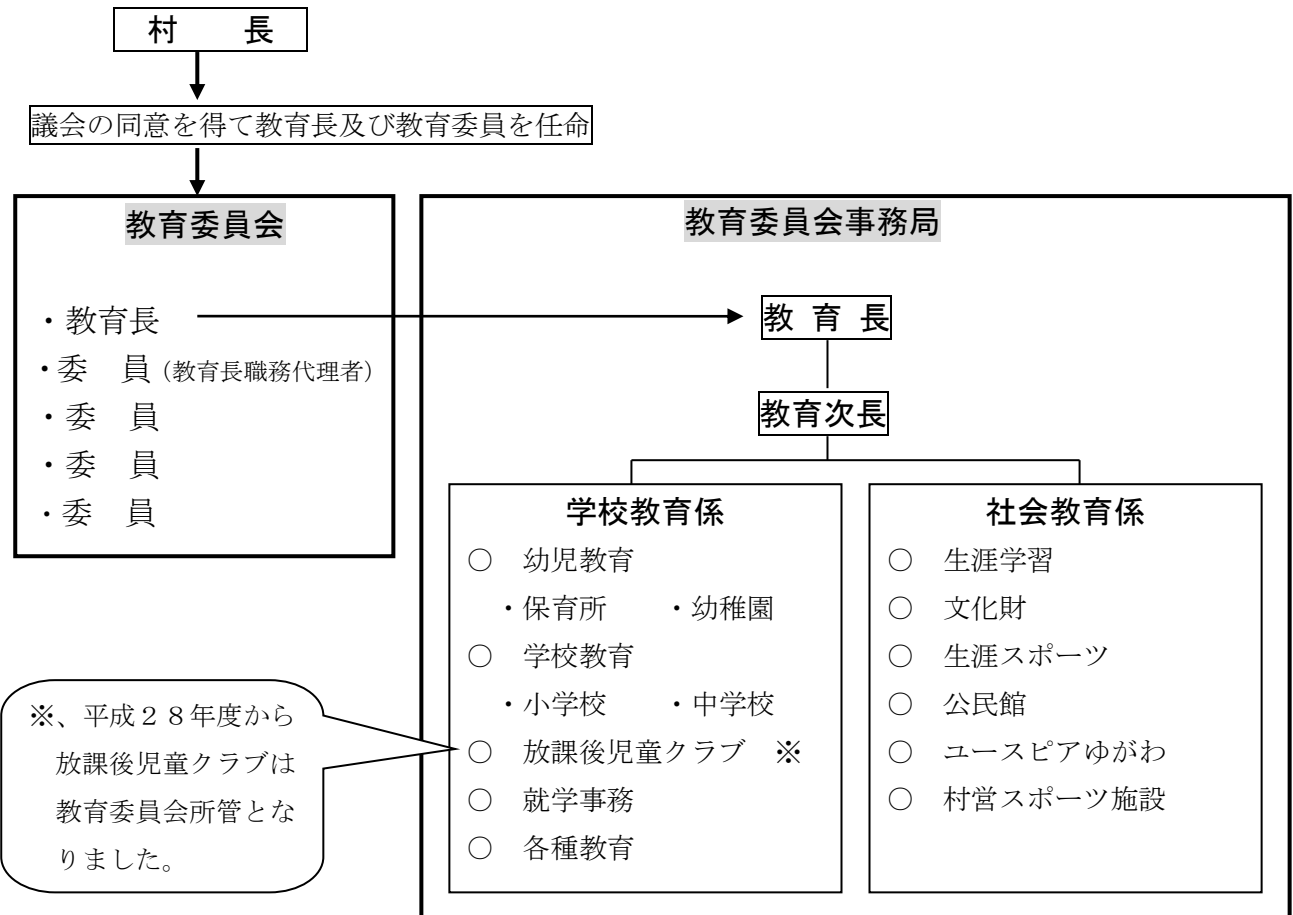 村　　長
議会の同意を得て教育長及び教育委員を任命
教育委員会
・教育長
・委　員（教育長職務代理者）
・委　員
・委　員
・委　員
教育委員会事務局
教 育 長
教育次長
学校教育係
○　幼児教育
・保育所　　・幼稚園
○　学校教育
・小学校　　・中学校
○　放課後児童クラブ　※
○　就学事務
○　各種教育
社会教育係
○　生涯学習
○　文化財
○　生涯スポーツ
○　公民館
○　ユースピアゆがわ
○　村営スポーツ施設
※、平成２８年度から
放課後児童クラブは
教育委員会所管とな
りました。